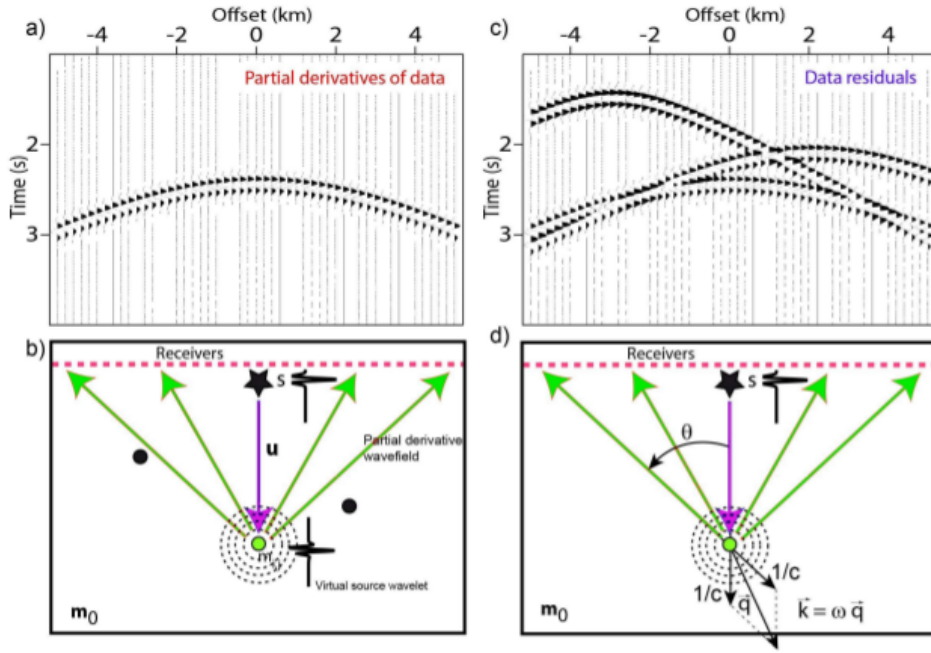 a)
Offset (km)
-4 -2 0 2 4
Partial derivatives of data
Time (s)
2
3
c)
Offset (km)
-4 -2 0 2 4
Data residuals
Time (s)
2
3
b)
Receivers
s
u
Partial derivative
wavefield
Virtual source wavelet
m0
d)
Receivers
s
θ
1/c
1/c
q⃗
k⃗ = ω q⃗
m0